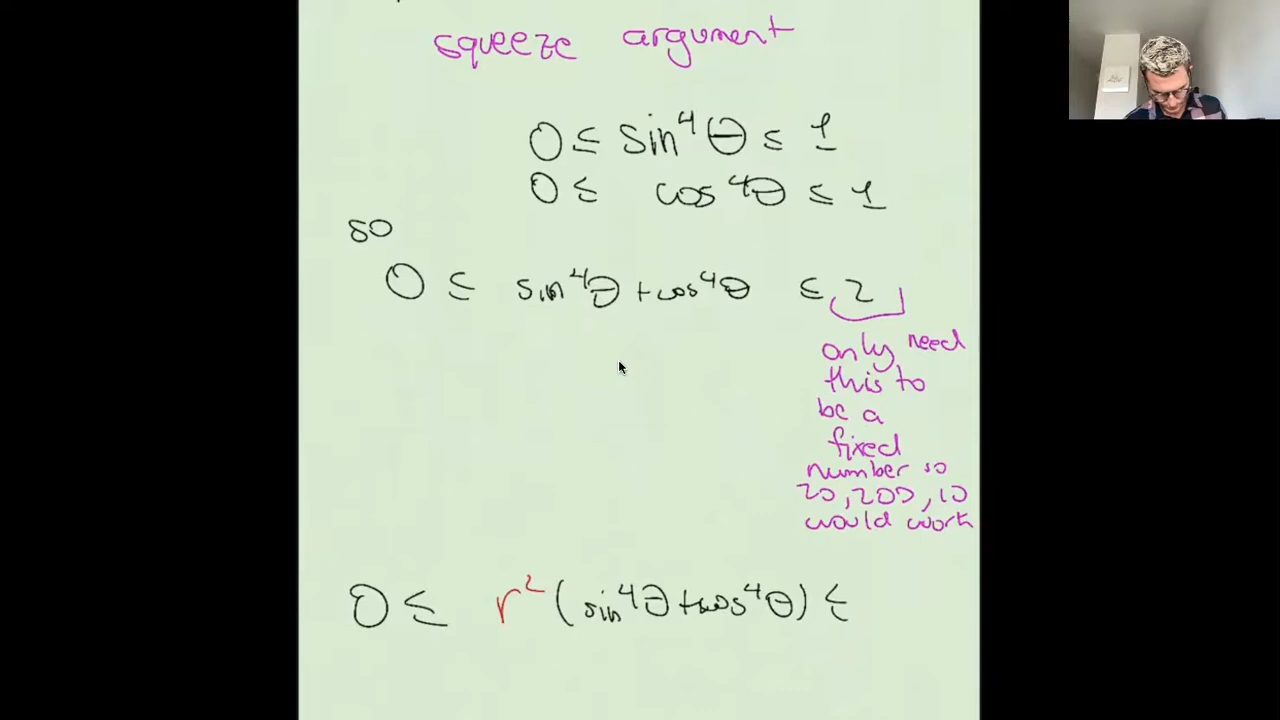 squeeze argument
0 ≤ sin⁴θ ≤ 1
0 ≤ cos⁴θ ≤ 1
so
0 ≤ sin⁴θ + cos⁴θ ≤ 2
only need
this to
be a
fixed
number so
20, 200, 10
would work
0 ≤ r²(sin⁴θ + cos⁴θ) ≤